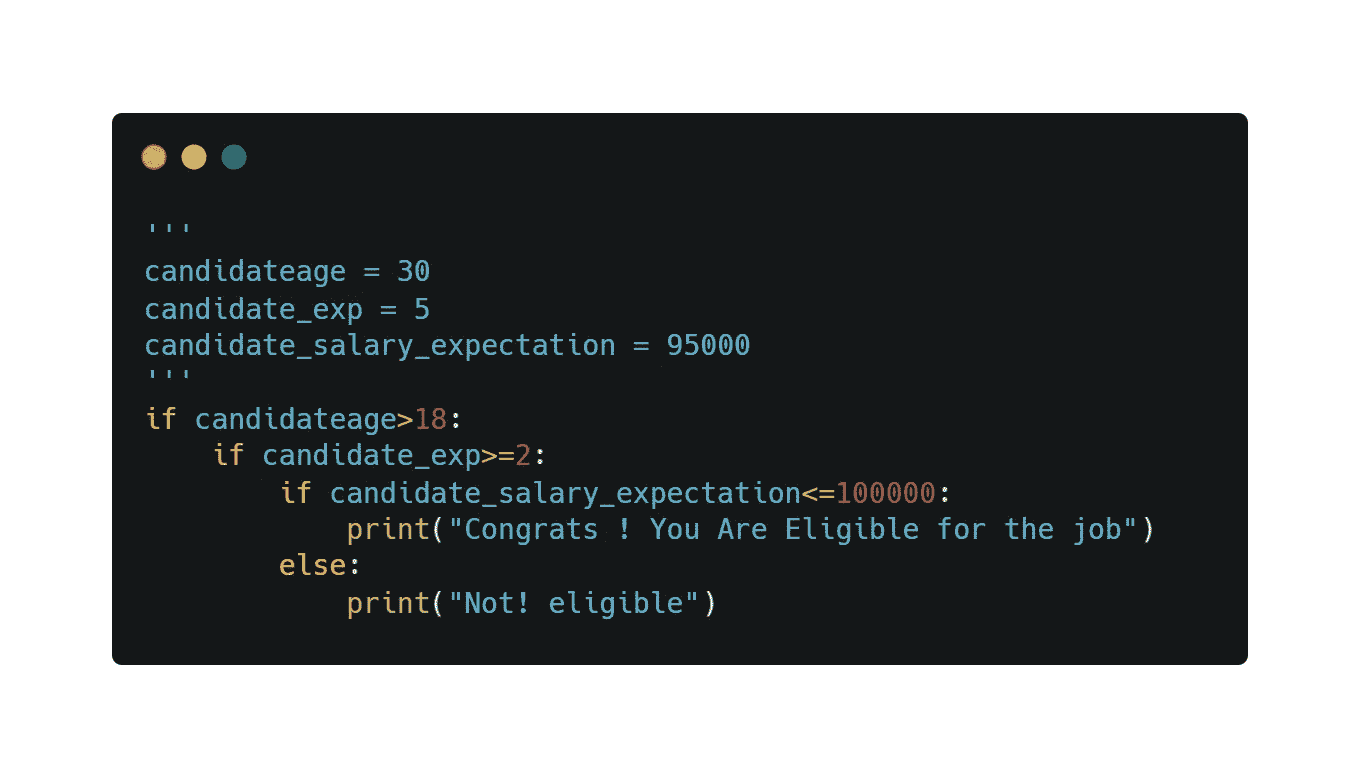 '''
candidateage = 30
candidate_exp = 5
candidate_salary_expectation = 95000
'''
if candidateage>18:
    if candidate_exp>=2:
        if candidate_salary_expectation<=100000:
            print("Congrats ! You Are Eligible for the job")
        else:
            print("Not! eligible")